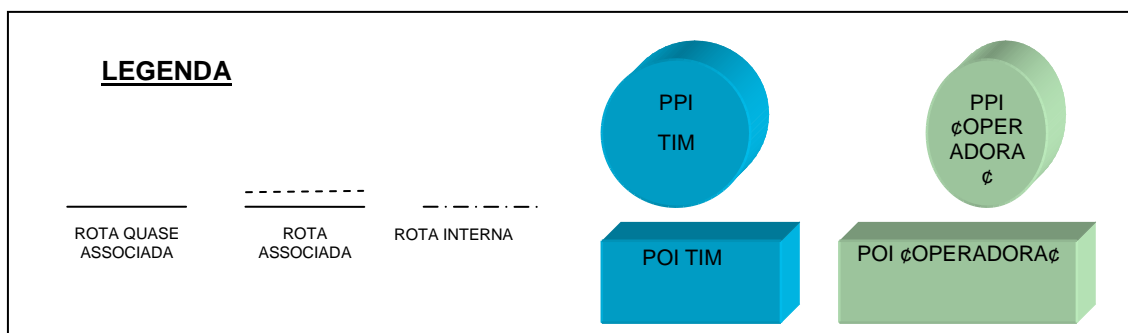 LEGENDA
ROTA QUASE
ASSOCIADA
ROTA
ASSOCIADA
ROTA INTERNA
PPI
TIM
PPI
¢OPER
ADORA
¢
POI TIM
POI ¢OPERADORA¢